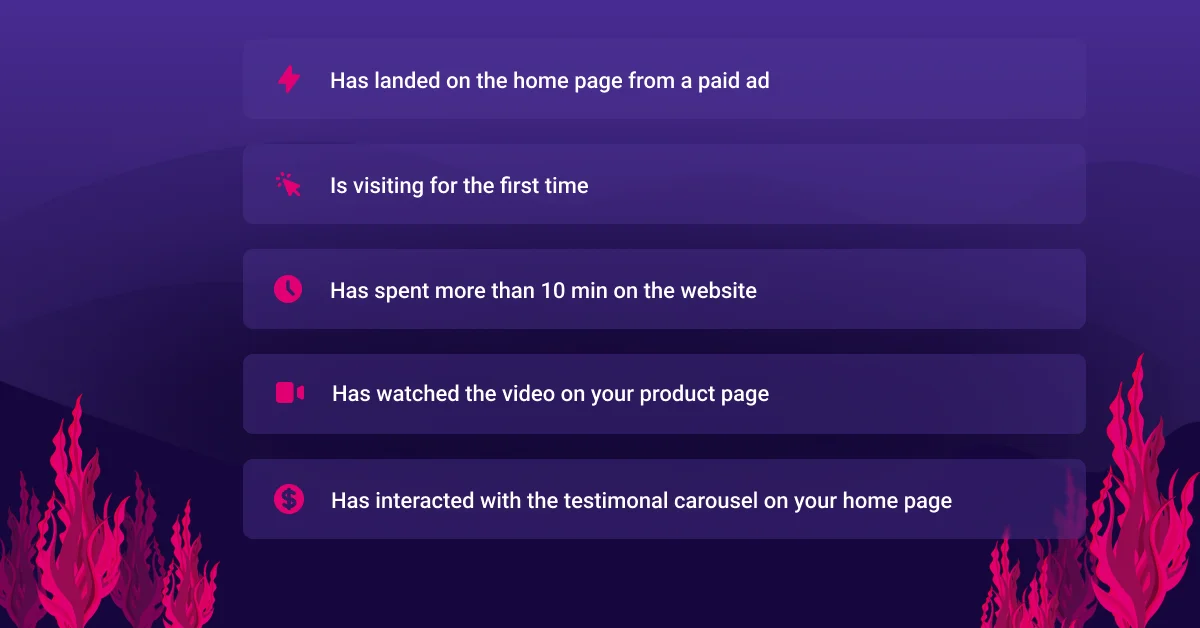 Has landed on the home page from a paid ad
Is visiting for the first time
Has spent more than 10 min on the website
Has watched the video on your product page
Has interacted with the testimonal carousel on your home page